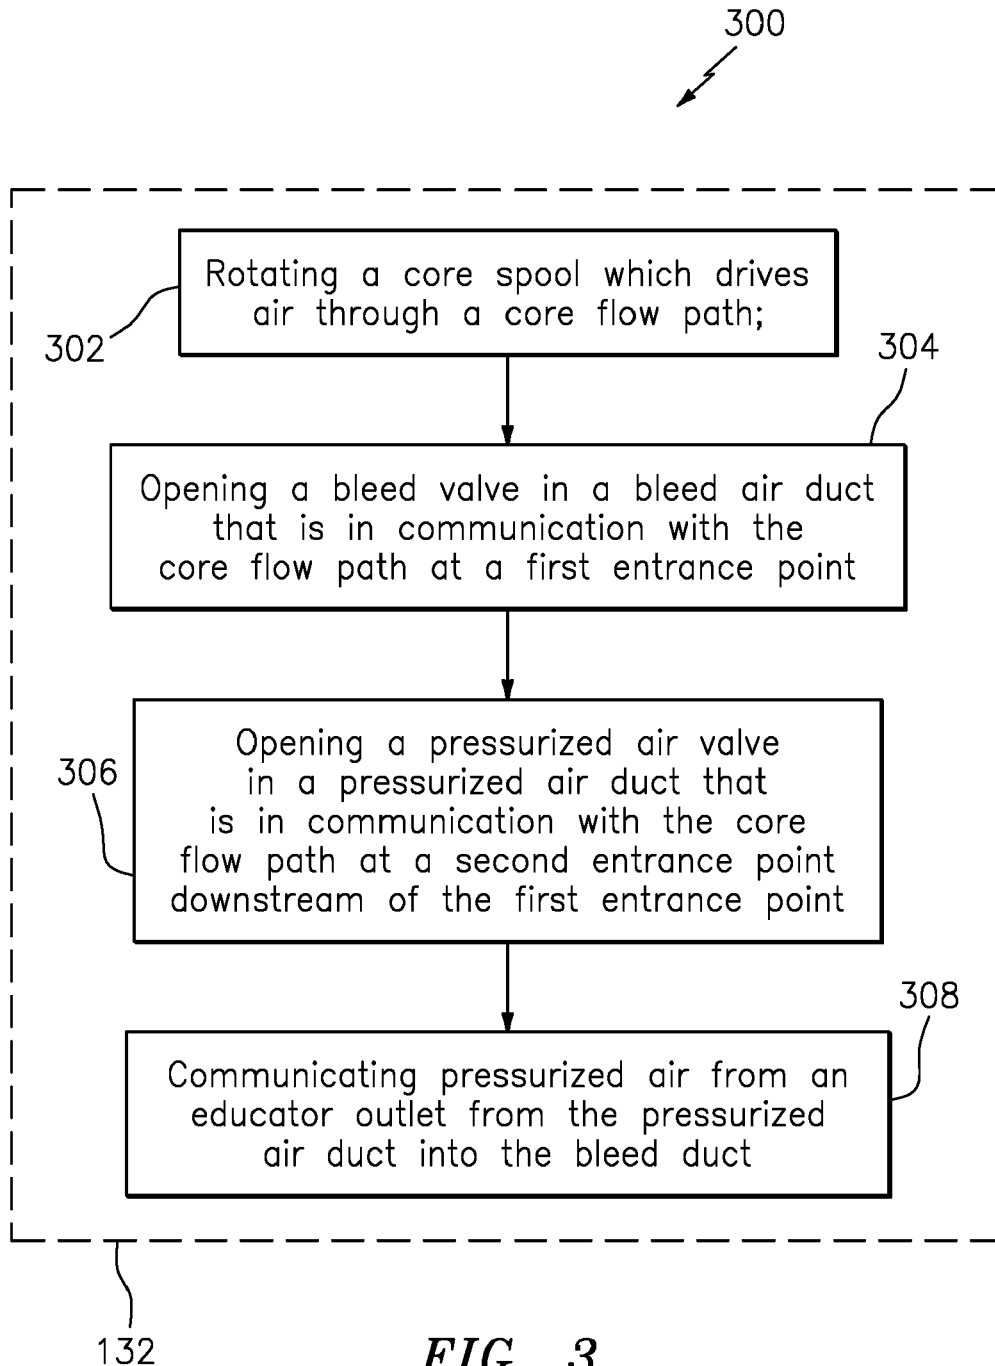 300
Rotating a core spool which drives
air through a core flow path;
302
304
Opening a bleed valve in a bleed air duct
that is in communication with the
core flow path at a first entrance point
306
Opening a pressurized air valve
in a pressurized air duct that
is in communication with the core
flow path at a second entrance point
downstream of the first entrance point
308
Communicating pressurized air from an
educator outlet from the pressurized
air duct into the bleed duct
132
FIG. 3